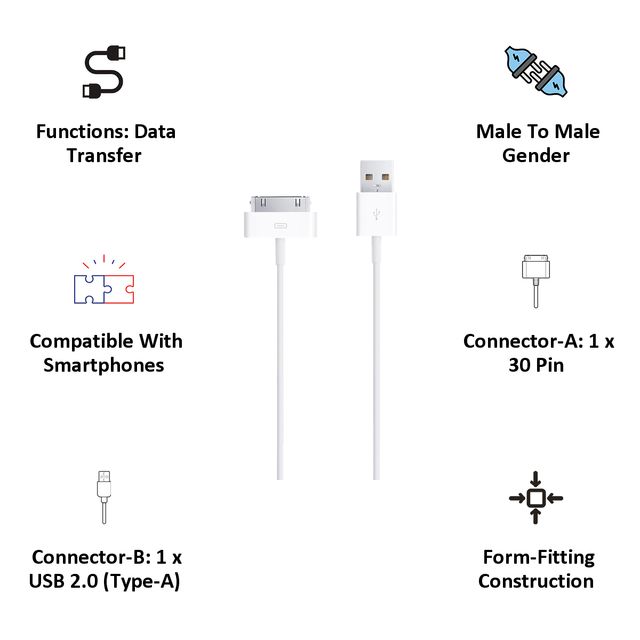 Functions: Data
Transfer
Male To Male
Gender
Compatible With
Smartphones
Connector-A: 1 x
30 Pin
Connector-B: 1 x
USB 2.0 (Type-A)
Form-Fitting
Construction